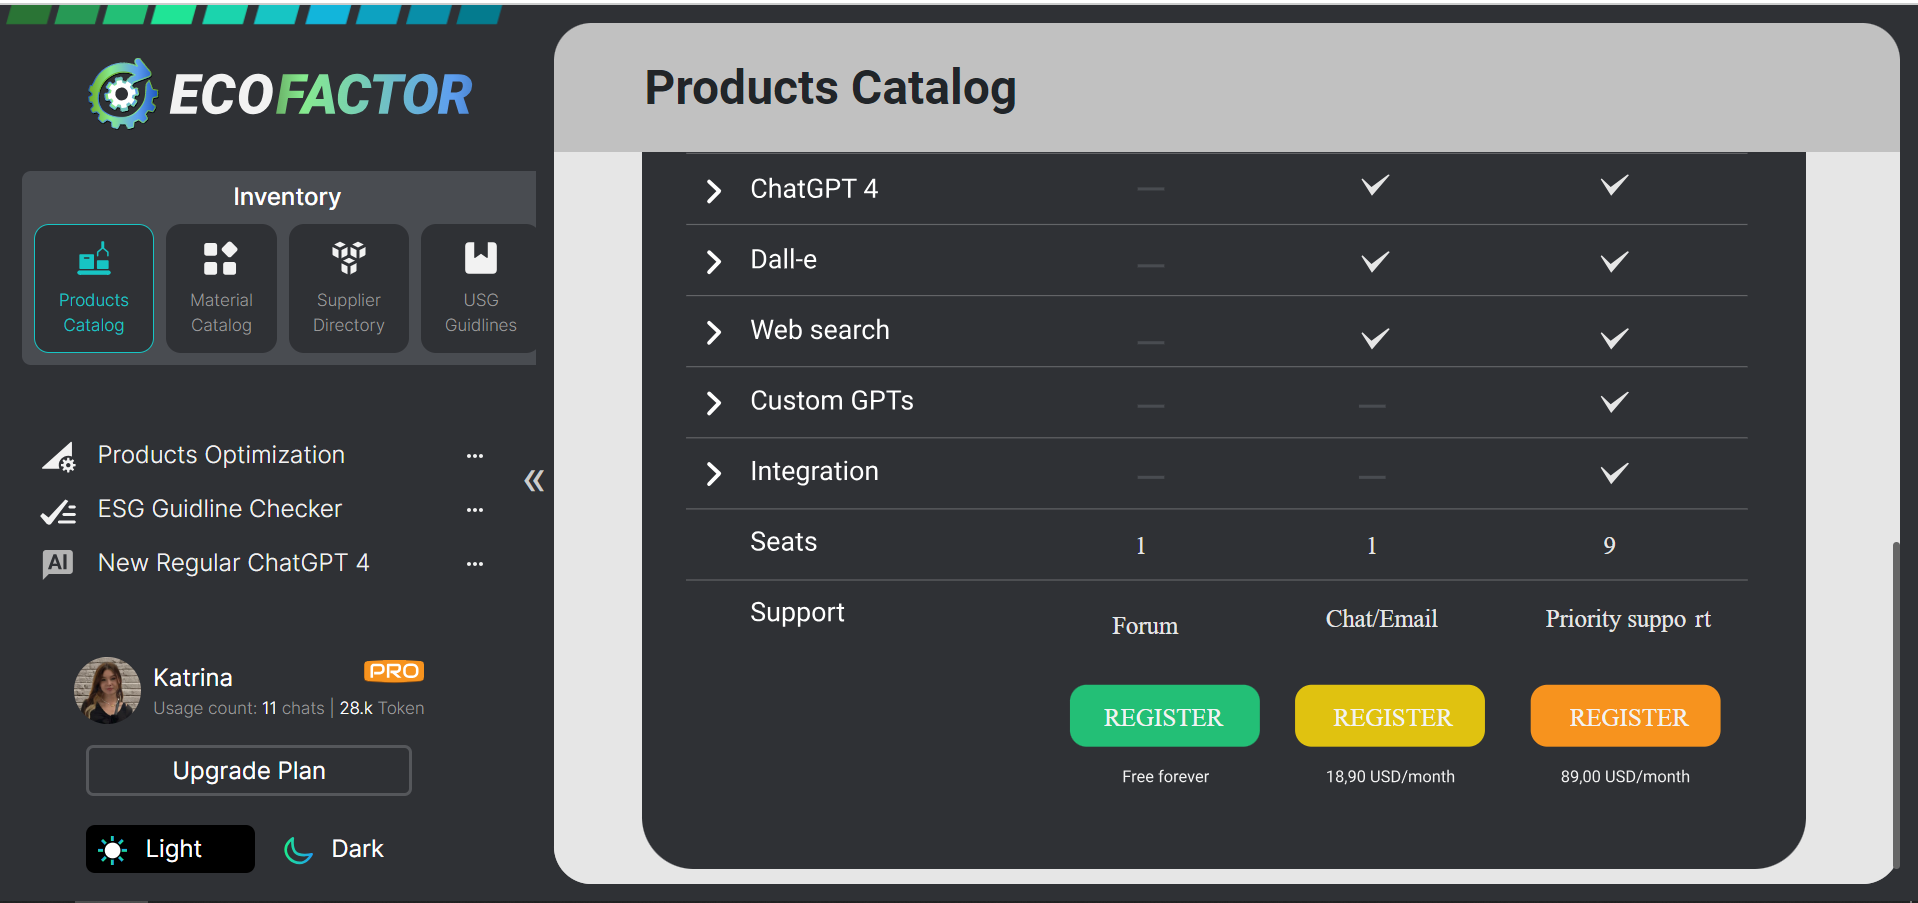 ECOFACTOR
Inventory
Products
Catalog
Material
Catalog
Supplier
Directory
USG
Guidlines
Products Optimization
ESG Guidline Checker
AI
New Regular ChatGPT 4
Katrina
PRO
Usage count: 11 chats | 28.k Token
Upgrade Plan
Light
Dark
Products Catalog
ChatGPT 4
Dall-e
Web search
Custom GPTs
Integration
Seats 1 1 9
Support Forum Chat/Email Priority suppo rt
REGISTER REGISTER REGISTER
Free forever 18,90 USD/month 89,00 USD/month